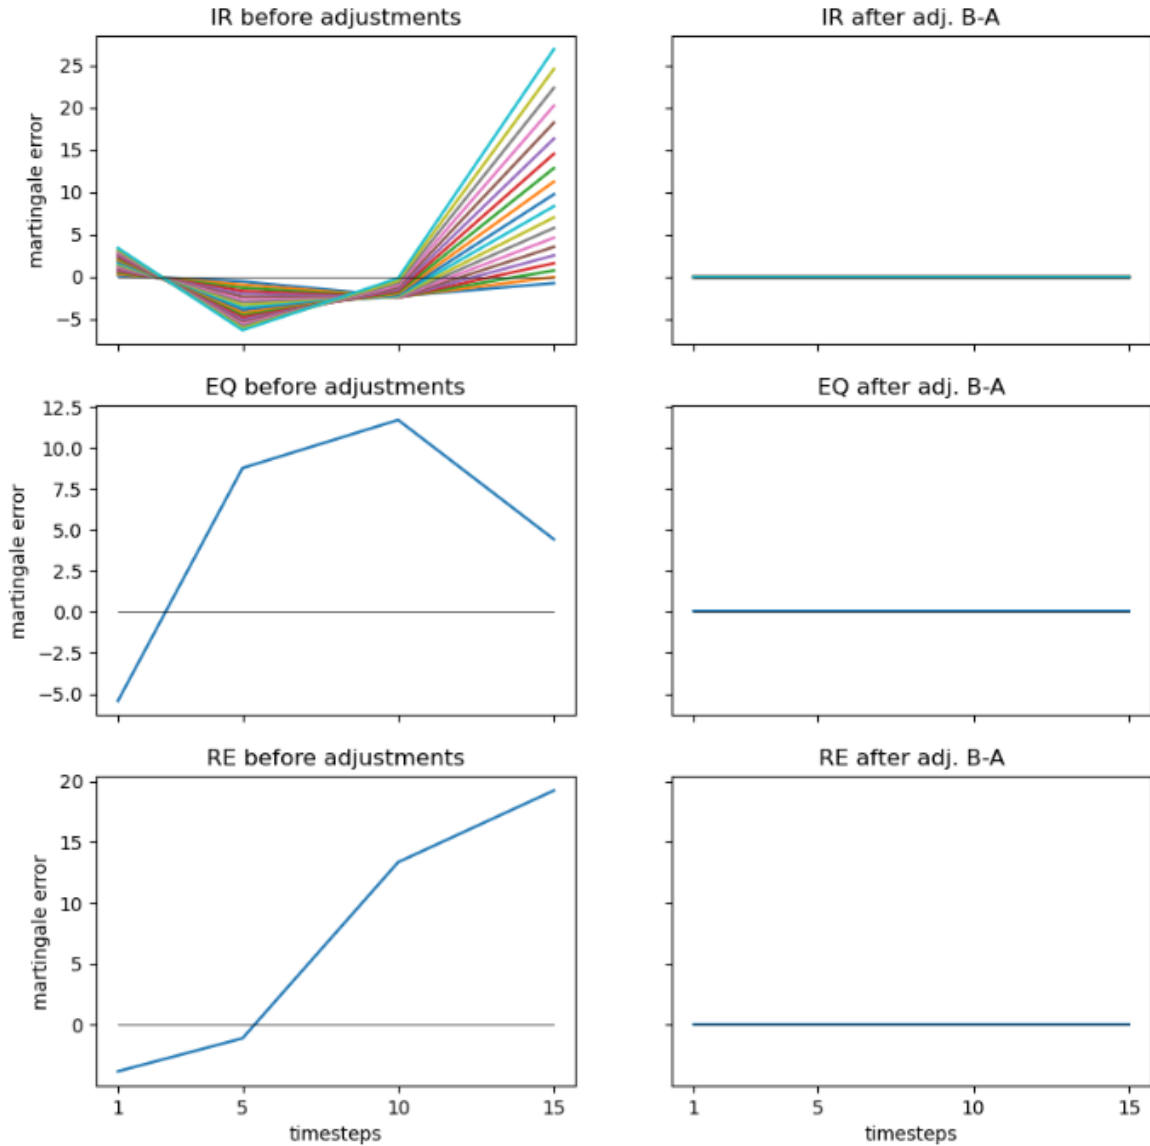 IR before adjustments
IR after adj. B-A
martingale error
25
20
15
10
5
0
−5
EQ before adjustments
EQ after adj. B-A
martingale error
12.5
10.0
7.5
5.0
2.5
0.0
−2.5
−5.0
RE before adjustments
RE after adj. B-A
martingale error
20
15
10
5
0
1 5 10 15
timesteps
1 5 10 15
timesteps